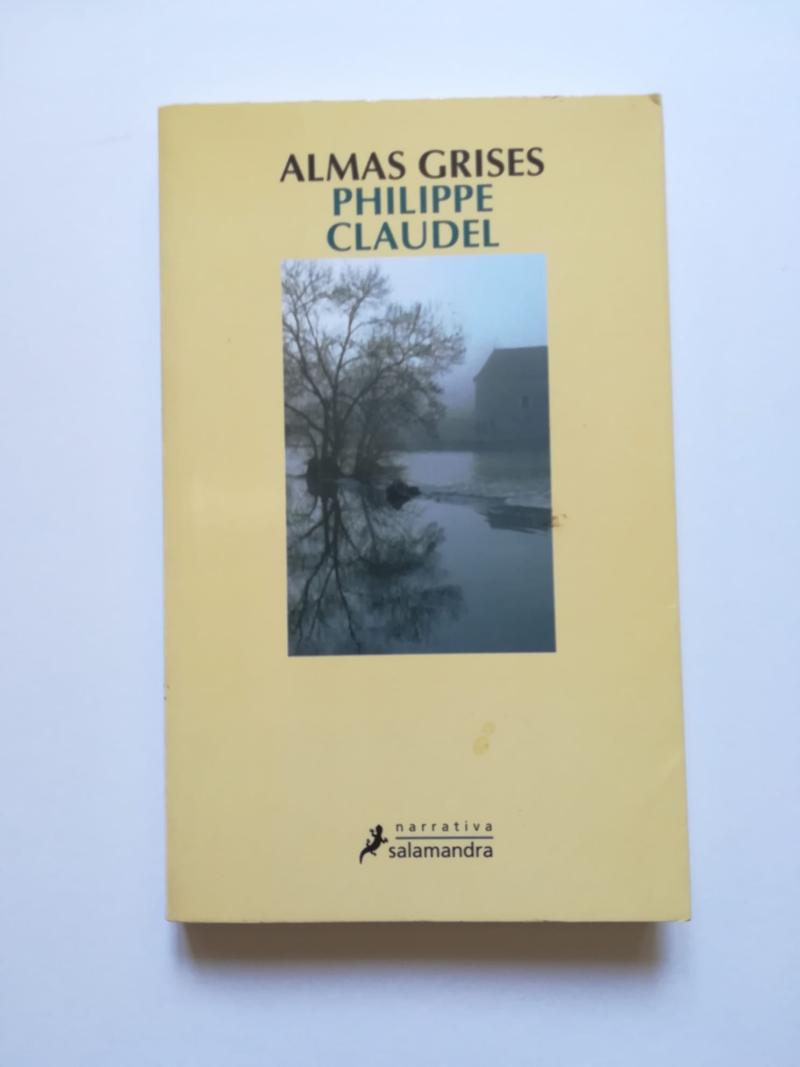 ALMAS GRISES
PHILIPPE
CLAUDEL
narrativa
salamandra